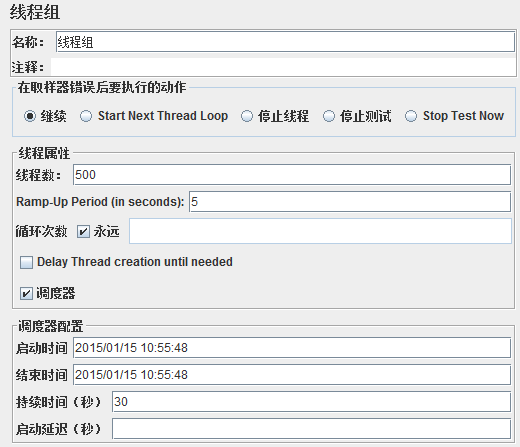 线程组
名称： 线程组
注释：
在取样器错误后要执行的动作
继续 Start Next Thread Loop 停止线程 停止测试 Stop Test Now
线程属性
线程数： 500
Ramp-Up Period (in seconds): 5
循环次数 永远
Delay Thread creation until needed
调度器
调度器配置
启动时间 2015/01/15 10:55:48
结束时间 2015/01/15 10:55:48
持续时间（秒） 30
启动延迟（秒）